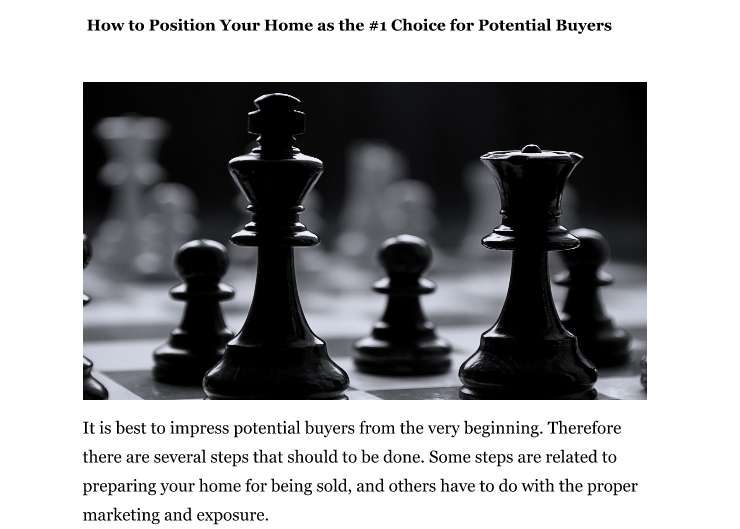 How to Position Your Home as the #1 Choice for Potential Buyers
It is best to impress potential buyers from the very beginning. Therefore
there are several steps that should to be done. Some steps are related to
preparing your home for being sold, and others have to do with the proper
marketing and exposure.